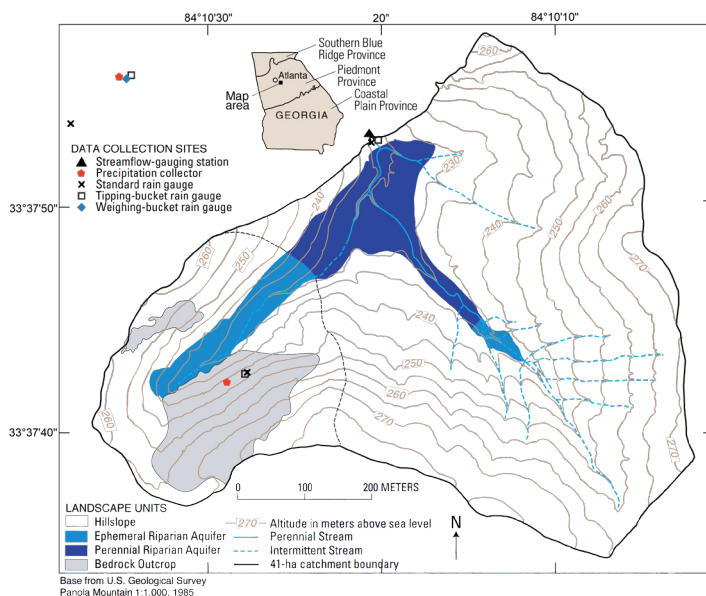 84°10'30"
20"
84°10'10"
Southern Blue
Ridge Province
Atlanta
Map
area
Piedmont
Province
Coastal
Plain Province
GEORGIA
DATA COLLECTION SITES
Streamflow-gauging station
Precipitation collector
Standard rain gauge
Tipping-bucket rain gauge
Weighing-bucket rain gauge
33°37'50"
33°37'40"
260
260
230
240
240
250
260
270
240
250
260
270
270
260
0 100 200 METERS
LANDSCAPE UNITS
Hillslope
Ephemeral Riparian Aquifer
Perennial Riparian Aquifer
Bedrock Outcrop
270 Altitude in meters above sea level
Perennial Stream
Intermittent Stream
41-ha catchment boundary
N
Base from U.S. Geological Survey
Panola Mountain 1:1,000, 1985